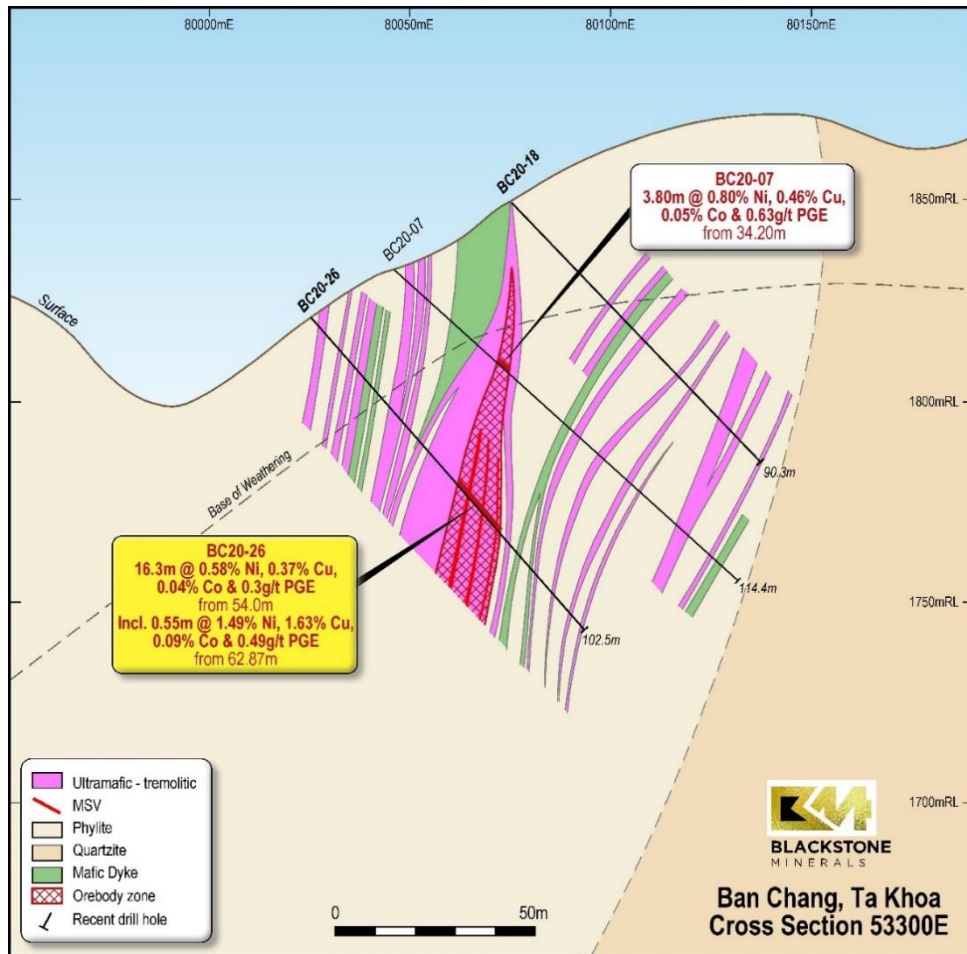 80000mE
80050mE
80100mE
80150mE
BC20-18
BC20-07
BC20-26
BC20-07
3.80m @ 0.80% Ni, 0.46% Cu,
0.05% Co & 0.63g/t PGE
from 34.20m
1850mRL
1800mRL
1750mRL
1700mRL
Surface
Base of Weathering
90.3m
114.4m
102.5m
BC20-26
16.3m @ 0.58% Ni, 0.37% Cu,
0.04% Co & 0.3g/t PGE
from 54.0m
Incl. 0.55m @ 1.49% Ni, 1.63% Cu,
0.09% Co & 0.49g/t PGE
from 62.87m
Ultramafic - tremolitic
MSV
Phylite
Quartzite
Mafic Dyke
Orebody zone
Recent drill hole
0
50m
BM
BLACKSTONE
MINERALS
Ban Chang, Ta Khoa
Cross Section 53300E